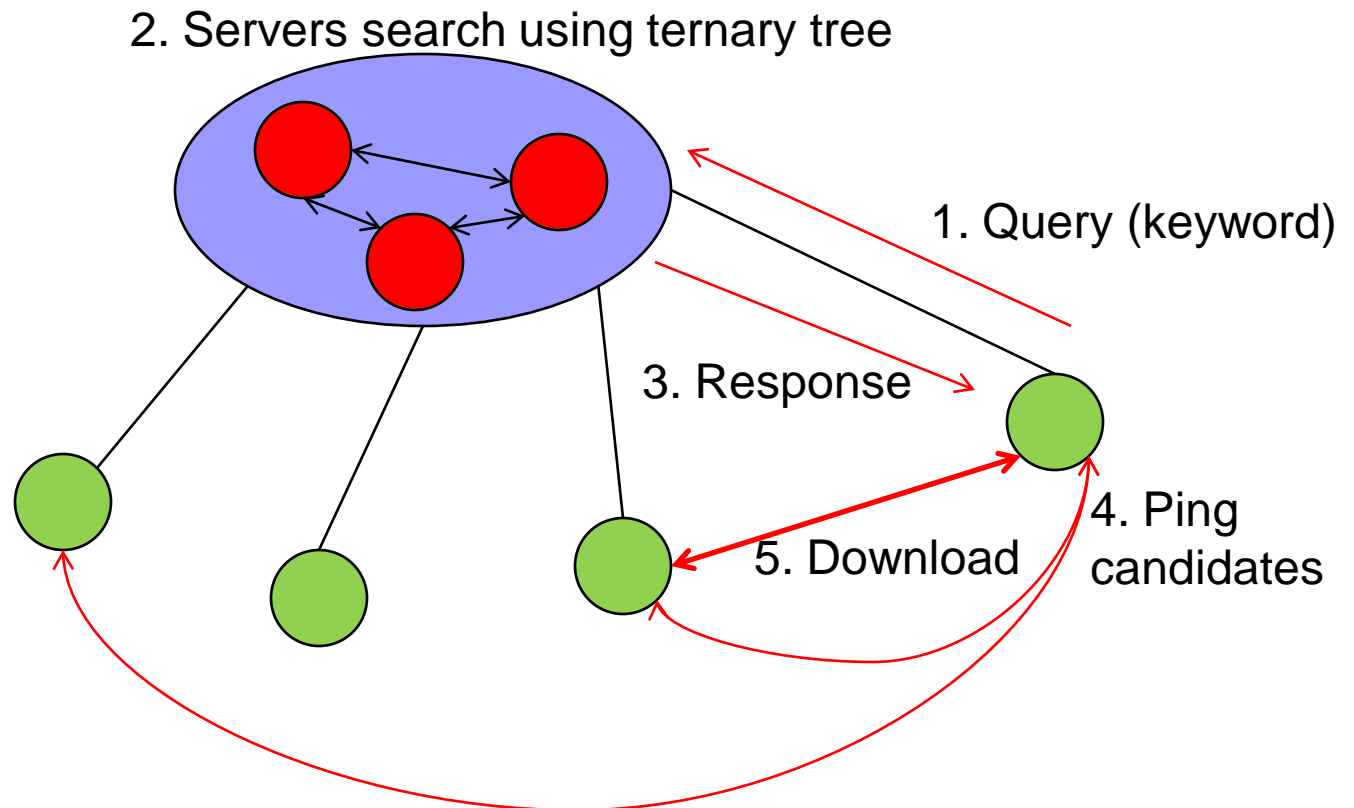 2. Servers search using ternary tree
1. Query (keyword)
3. Response
4. Ping
candidates
5. Download